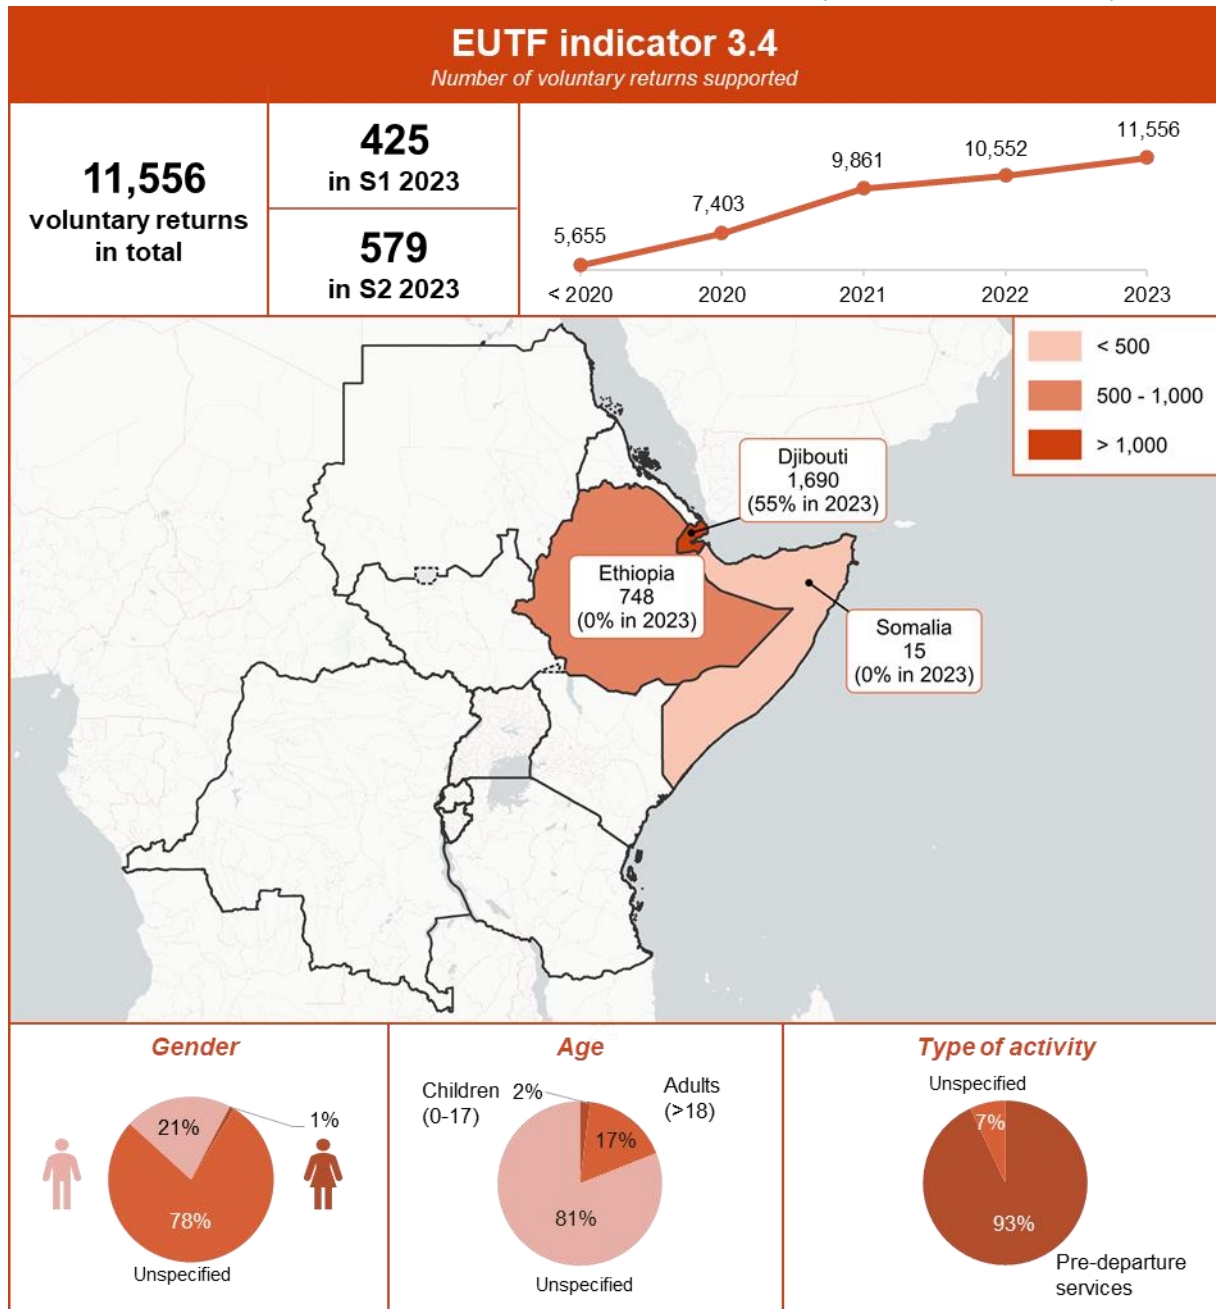 EUTF indicator 3.4
Number of voluntary returns supported
11,556
voluntary returns
in total
425
in S1 2023
579
in S2 2023
5,655
7,403
9,861
10,552
11,556
< 2020
2020
2021
2022
2023
< 500
500 - 1,000
> 1,000
Djibouti
1,690
(55% in 2023)
Ethiopia
748
(0% in 2023)
Somalia
15
(0% in 2023)
Gender
21%
1%
78%
Unspecified
Age
Children
(0-17)
2%
Adults
(>18)
17%
81%
Unspecified
Type of activity
Unspecified
7%
93%
Pre-departure
services